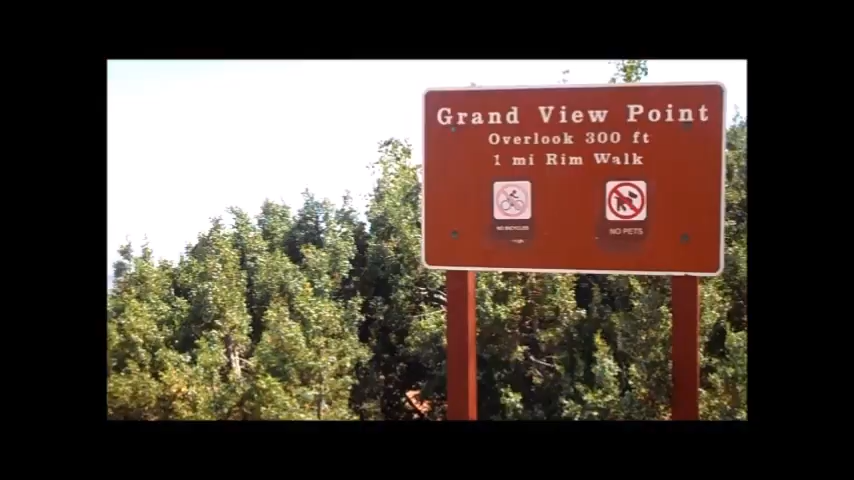 Grand View Point
Overlook 300 ft
1 mi Rim Walk
NO BICYCLES
NO PETS